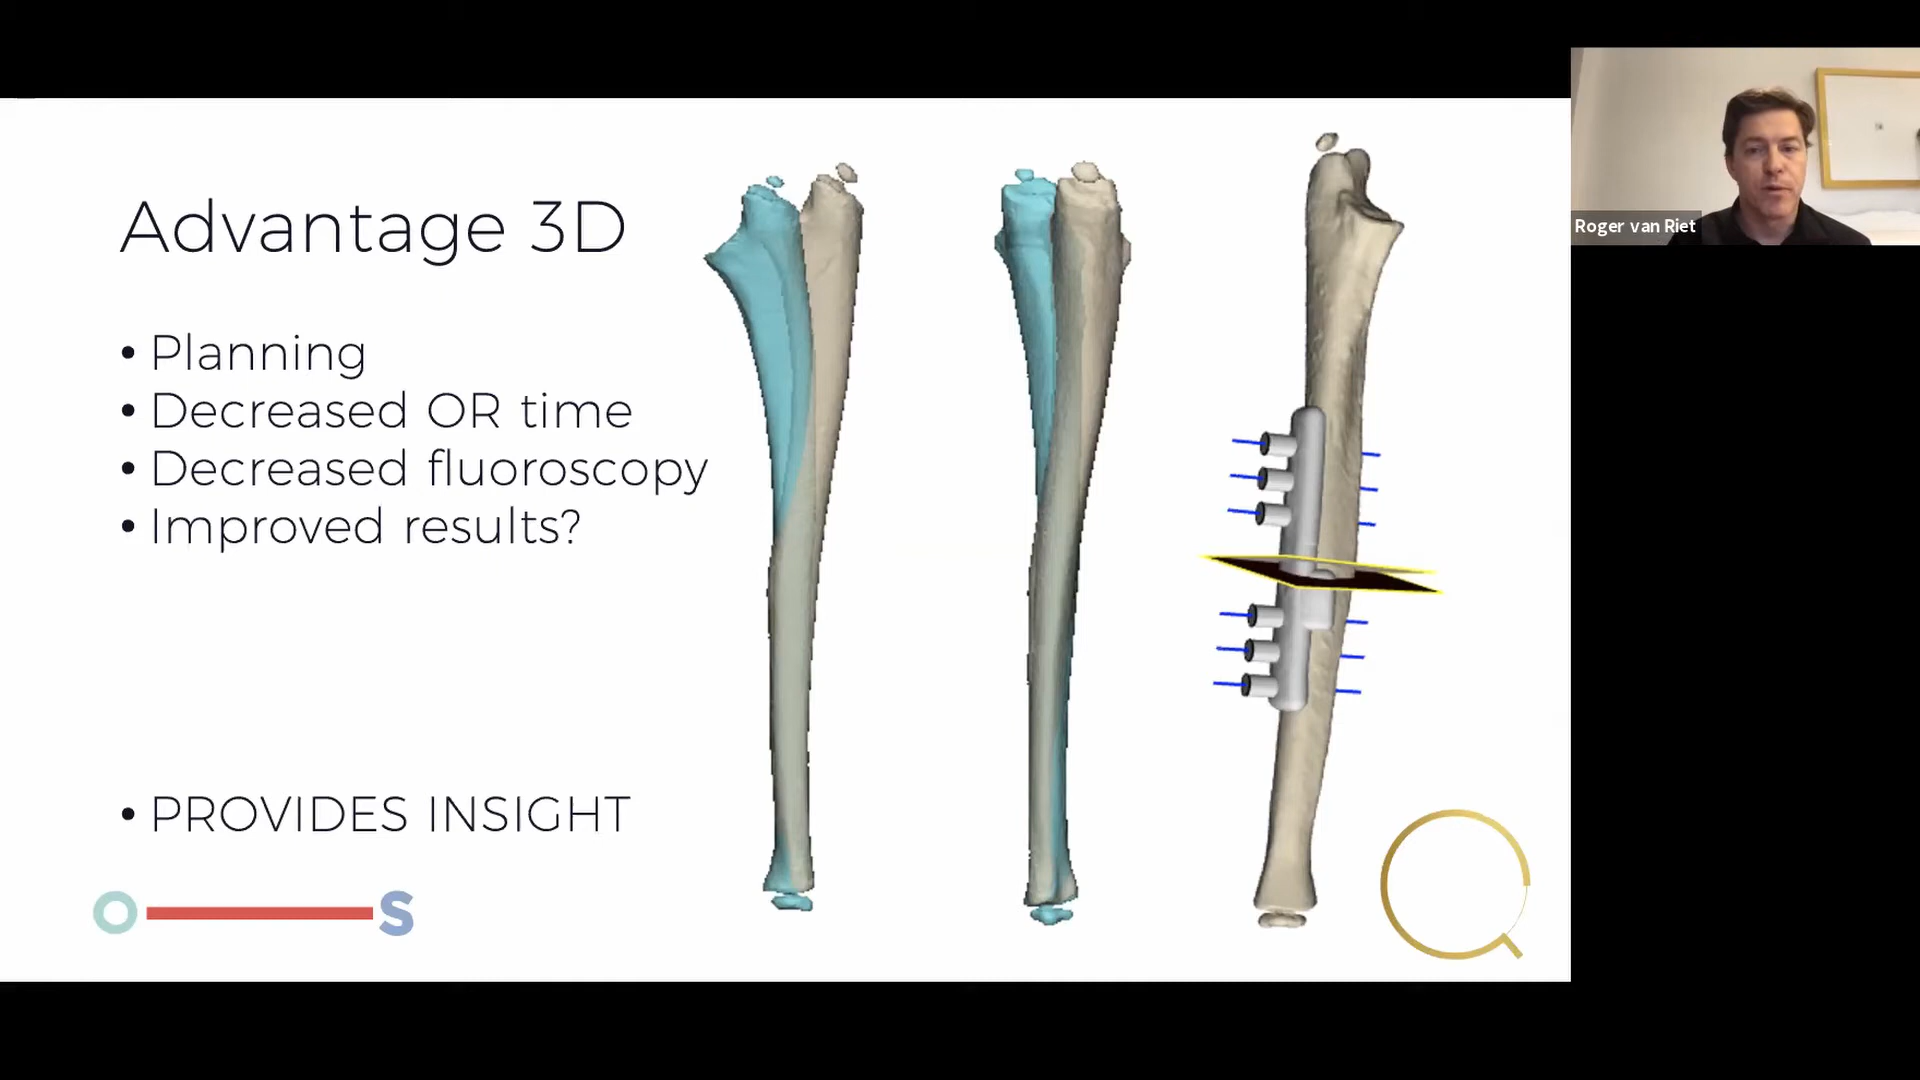 Advantage 3D
• Planning
• Decreased OR time
• Decreased fluoroscopy
• Improved results?
• PROVIDES INSIGHT
O S
Q
Roger van Riet